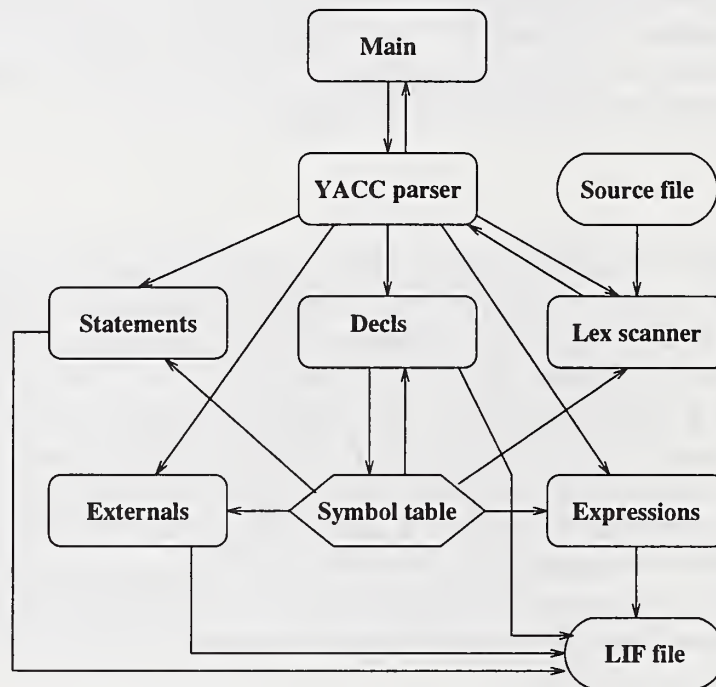 Main
YACC parser
Source file
Statements
Decls
Lex scanner
Externals
Symbol table
Expressions
LIF file